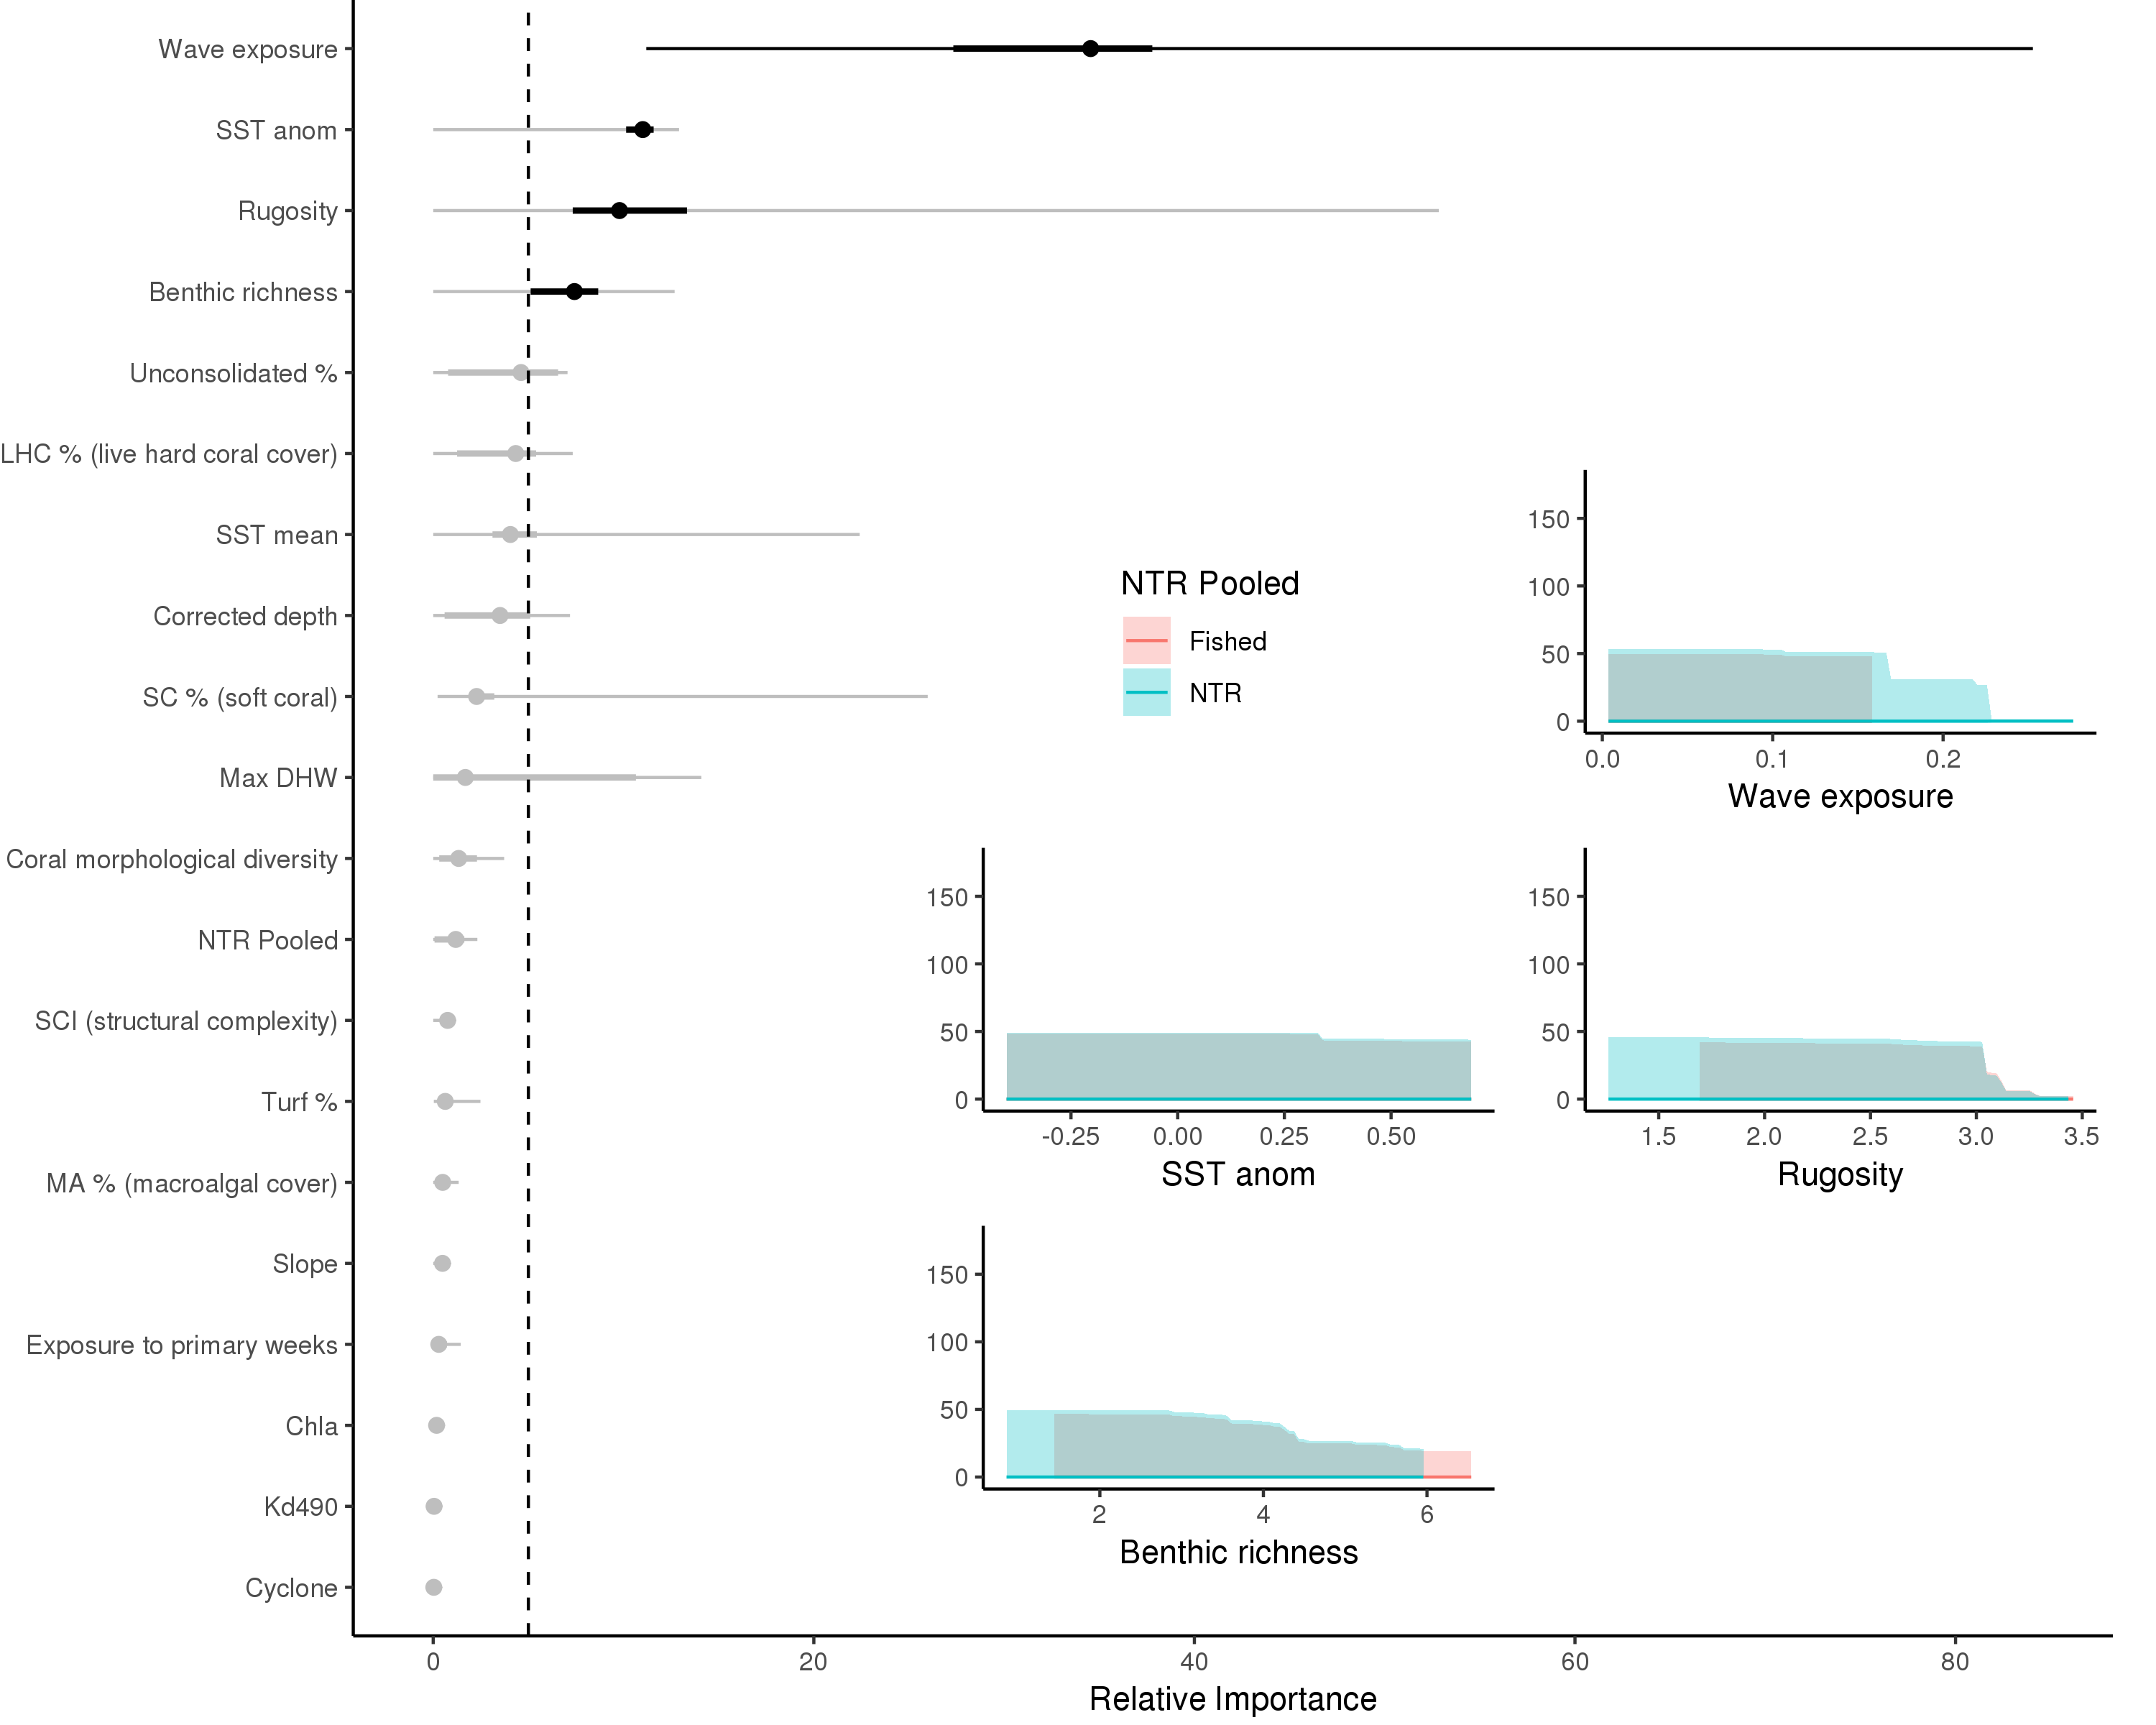 Wave exposure
SST anom
Rugosity
Benthic richness
Unconsolidated %
LHC % (live hard coral cover)
SST mean
Corrected depth
SC % (soft coral)
Max DHW
Coral morphological diversity
NTR Pooled
SCI (structural complexity)
Turf %
MA % (macroalgal cover)
Slope
Exposure to primary weeks
Chla
Kd490
Cyclone
0 20 40 60 80
Relative Importance
NTR Pooled
Fished
NTR
150
100
50
0
0.0 0.1 0.2
Wave exposure
150
100
50
0
-0.25 0.00 0.25 0.50
SST anom
150
100
50
0
1.5 2.0 2.5 3.0 3.5
Rugosity
150
100
50
0
2 4 6
Benthic richness